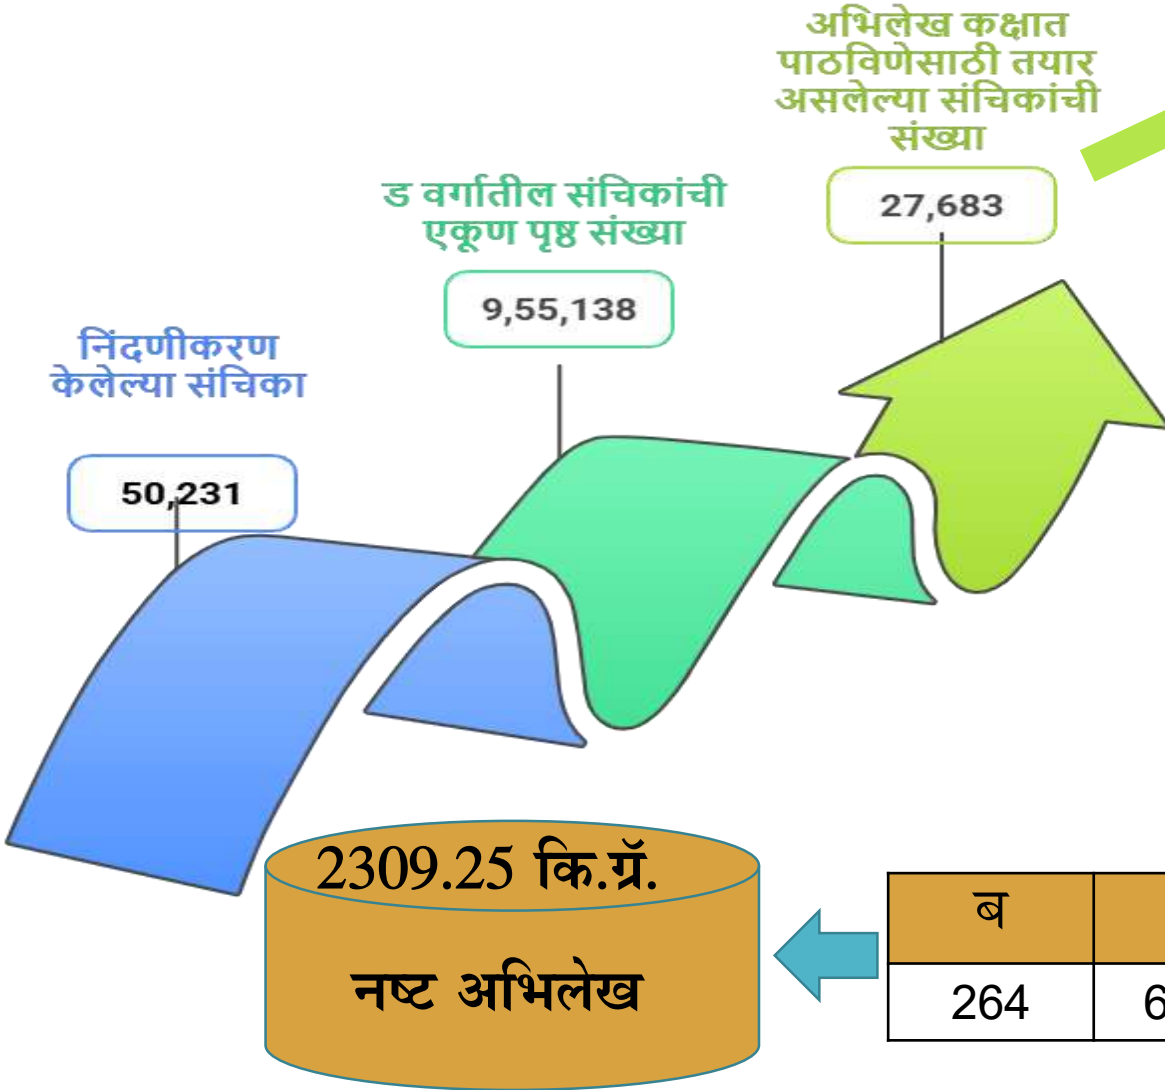 अभिलेख कक्षात
पाठविणेसाठी तयार
असलेल्या संचिकांची
संख्या
27,683
ड वर्गातील संचिकांची
एकूण पृष्ठ संख्या
9,55,138
निंदणीकरण
केलेल्या संचिका
50,231
2309.25 कि.ग्रॅ.
नष्ट अभिलेख
ब
264